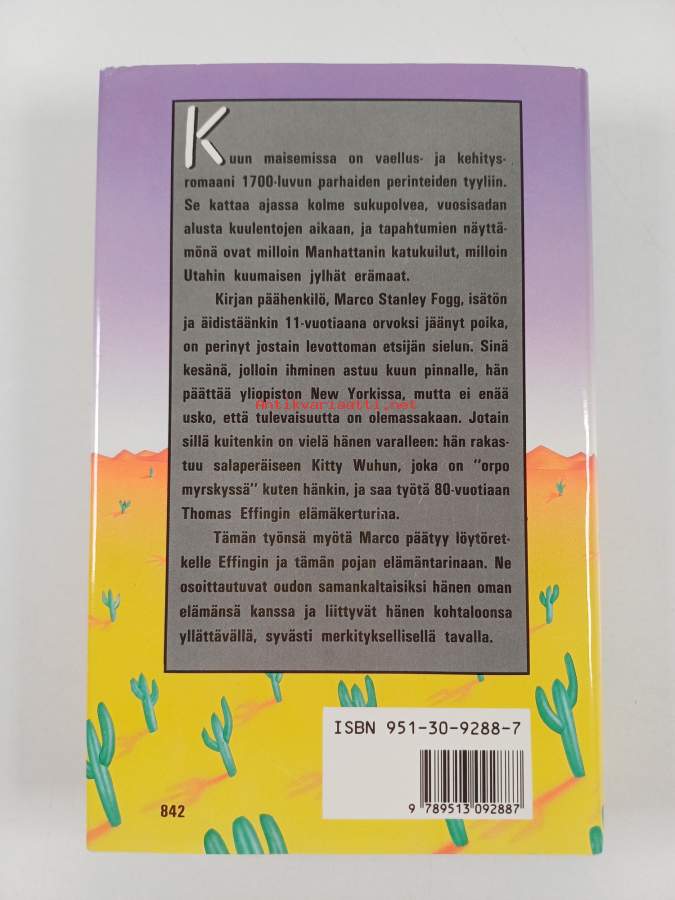 Kuun maisemissa on vaellus- ja kehitys-
romaani 1700-luvun parhaiden perinteiden tyyliin.
Se kattaa ajassa kolme sukupolvea, vuosisadan
alusta kuulentojen aikaan, ja tapahtumien näyttä-
mönä ovat milloin Manhattanin katukuilut, milloin
Utahin kuumaisen jylhät erämaat.
Kirjan päähenkilö, Marco Stanley Fogg, isätön
ja äidistäänkin 11-vuotiaana orvoksi jäänyt poika,
on perinyt jostain levottoman etsijän sielun. Sinä
kesänä, jolloin ihminen astuu kuun pinnalle, hän
päättää yliopiston New Yorkissa, mutta ei enää
Antikvariaatti.net
usko, että tulevaisuutta on olemassakaan. Jotain
sillä kuitenkin on vielä hänen varalleen: hän rakas-
tuu salaperäiseen Kitty Wuhun, joka on "orpo
myrskyssä" kuten hänkin, ja saa työtä 80-vuotiaan
Thomas Effingin elämäkerturina.
Tämän työnsä myötä Marco päätyy löytöret-
kelle Effingin ja tämän pojan elämäntarinaan. Ne
osoittautuvat oudon samankaltaisiksi hänen oman
elämänsä kanssa ja liittyvät hänen kohtaloonsa
yllättävällä, syvästi merkityksellisellä tavalla.
ISBN 951-30-9288-7
9 789513 092887
842